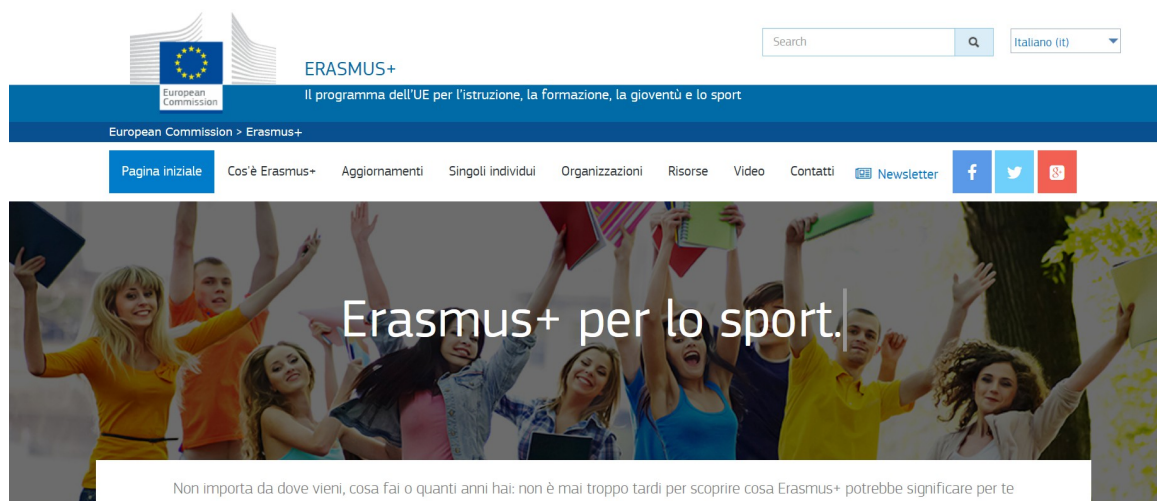 Search
Italiano (it)
European
Commission
ERASMUS+
Il programma dell'UE per l'istruzione, la formazione, la gioventù e lo sport
European Commission > Erasmus+
Pagina iniziale Cos'è Erasmus+ Aggiornamenti Singoli individui Organizzazioni Risorse Video Contatti Newsletter
Erasmus+ per lo sport.
Non importa da dove vieni, cosa fai o quanti anni hai: non è mai troppo tardi per scoprire cosa Erasmus+ potrebbe significare per te